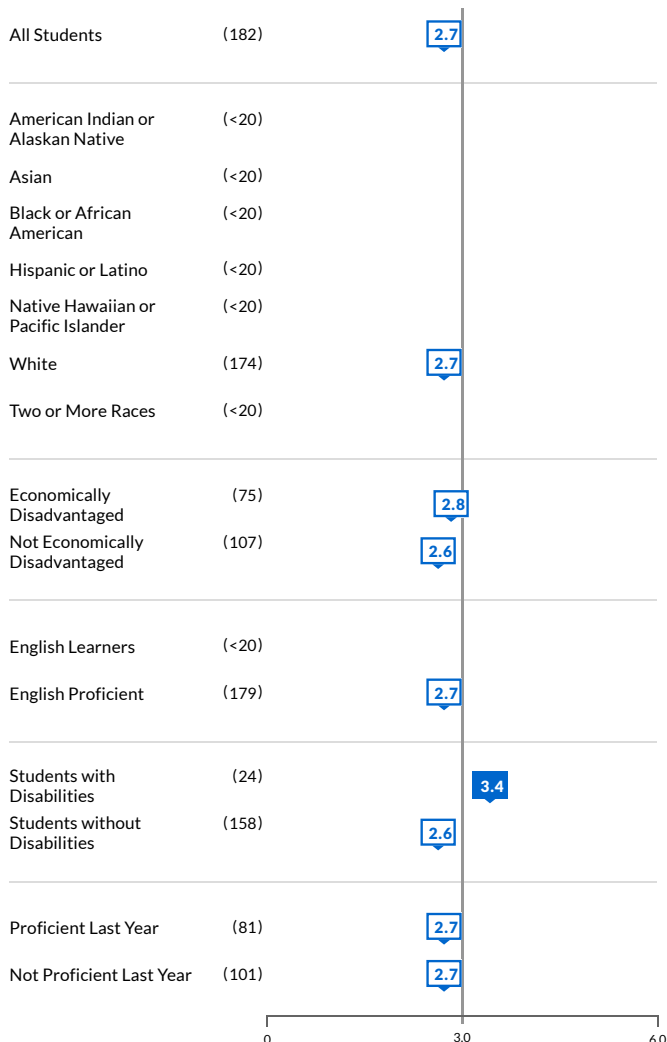 All Students (182) 2.7
American Indian or (<20)
Alaskan Native
Asian (<20)
Black or African (<20)
American
Hispanic or Latino (<20)
Native Hawaiian or (<20)
Pacific Islander
White (174) 2.7
Two or More Races (<20)
Economically (75) 2.8
Disadvantaged
Not Economically (107) 2.6
Disadvantaged
English Learners (<20)
English Proficient (179) 2.7
Students with (24) 3.4
Disabilities
Students without (158) 2.6
Disabilities
Proficient Last Year (81) 2.7
Not Proficient Last Year (101) 2.7
0 3.0 6.0